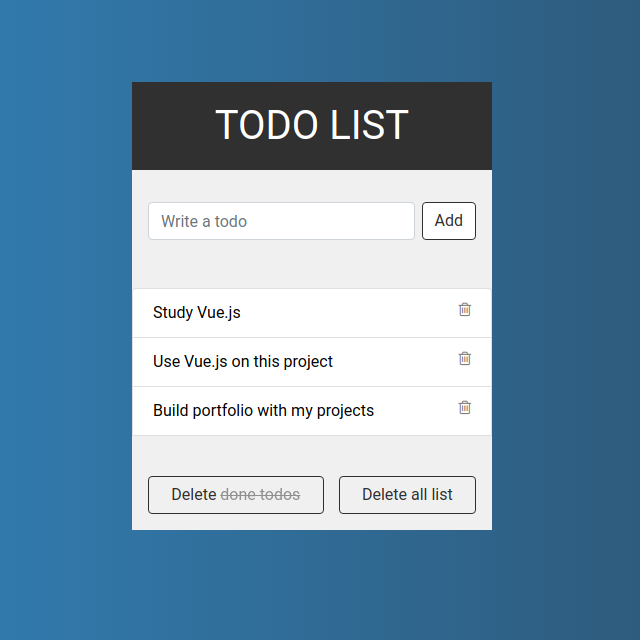 TODO LIST
Write a todo
Add
Study Vue.js
Use Vue.js on this project
Build portfolio with my projects
Delete done todos
Delete all list